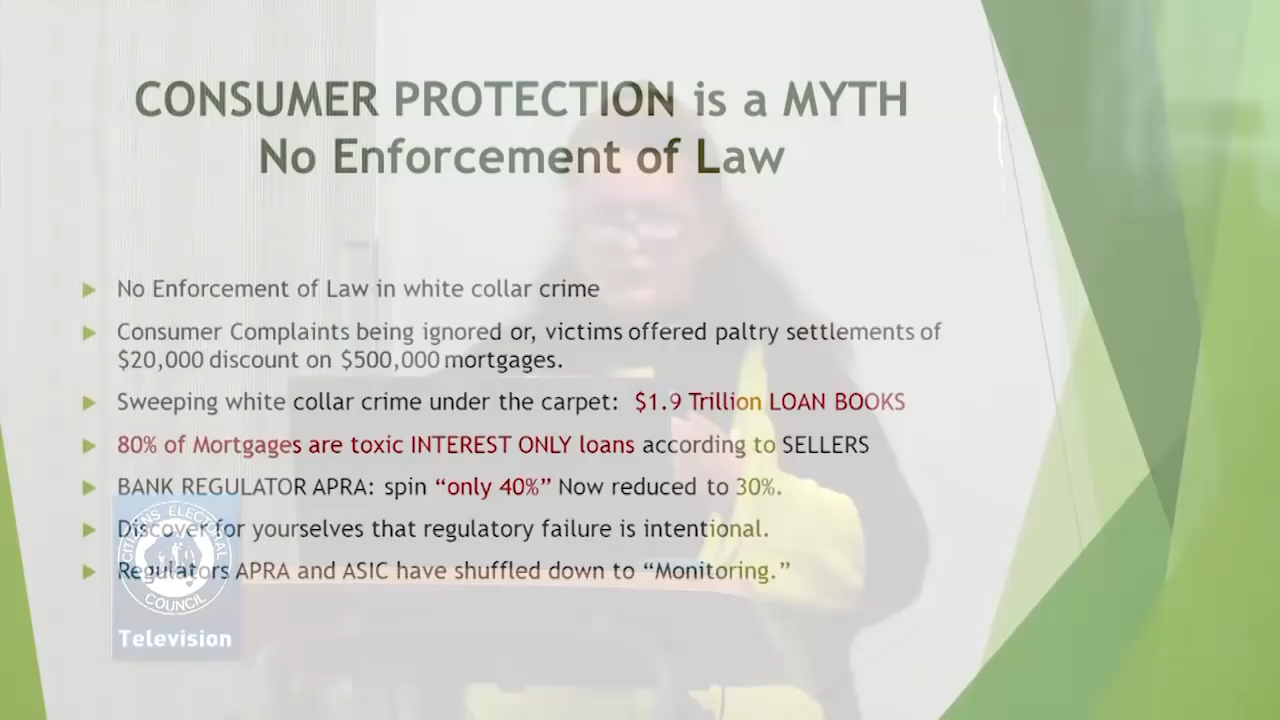 CONSUMER PROTECTION is a MYTH
No Enforcement of Law
No Enforcement of Law in white collar crime
Consumer Complaints being ignored or, victims offered paltry settlements of
$20,000 discount on $500,000 mortgages.
Sweeping white collar crime under the carpet: $1.9 Trillion LOAN BOOKS
80% of Mortgages are toxic INTEREST ONLY loans according to SELLERS
BANK REGULATOR APRA: spin “only 40%” Now reduced to 30%.
Discover for yourselves that regulatory failure is intentional.
Regulators APRA and ASIC have shuffled down to “Monitoring.”
CITIZENS ELECTORAL
COUNCIL
Television